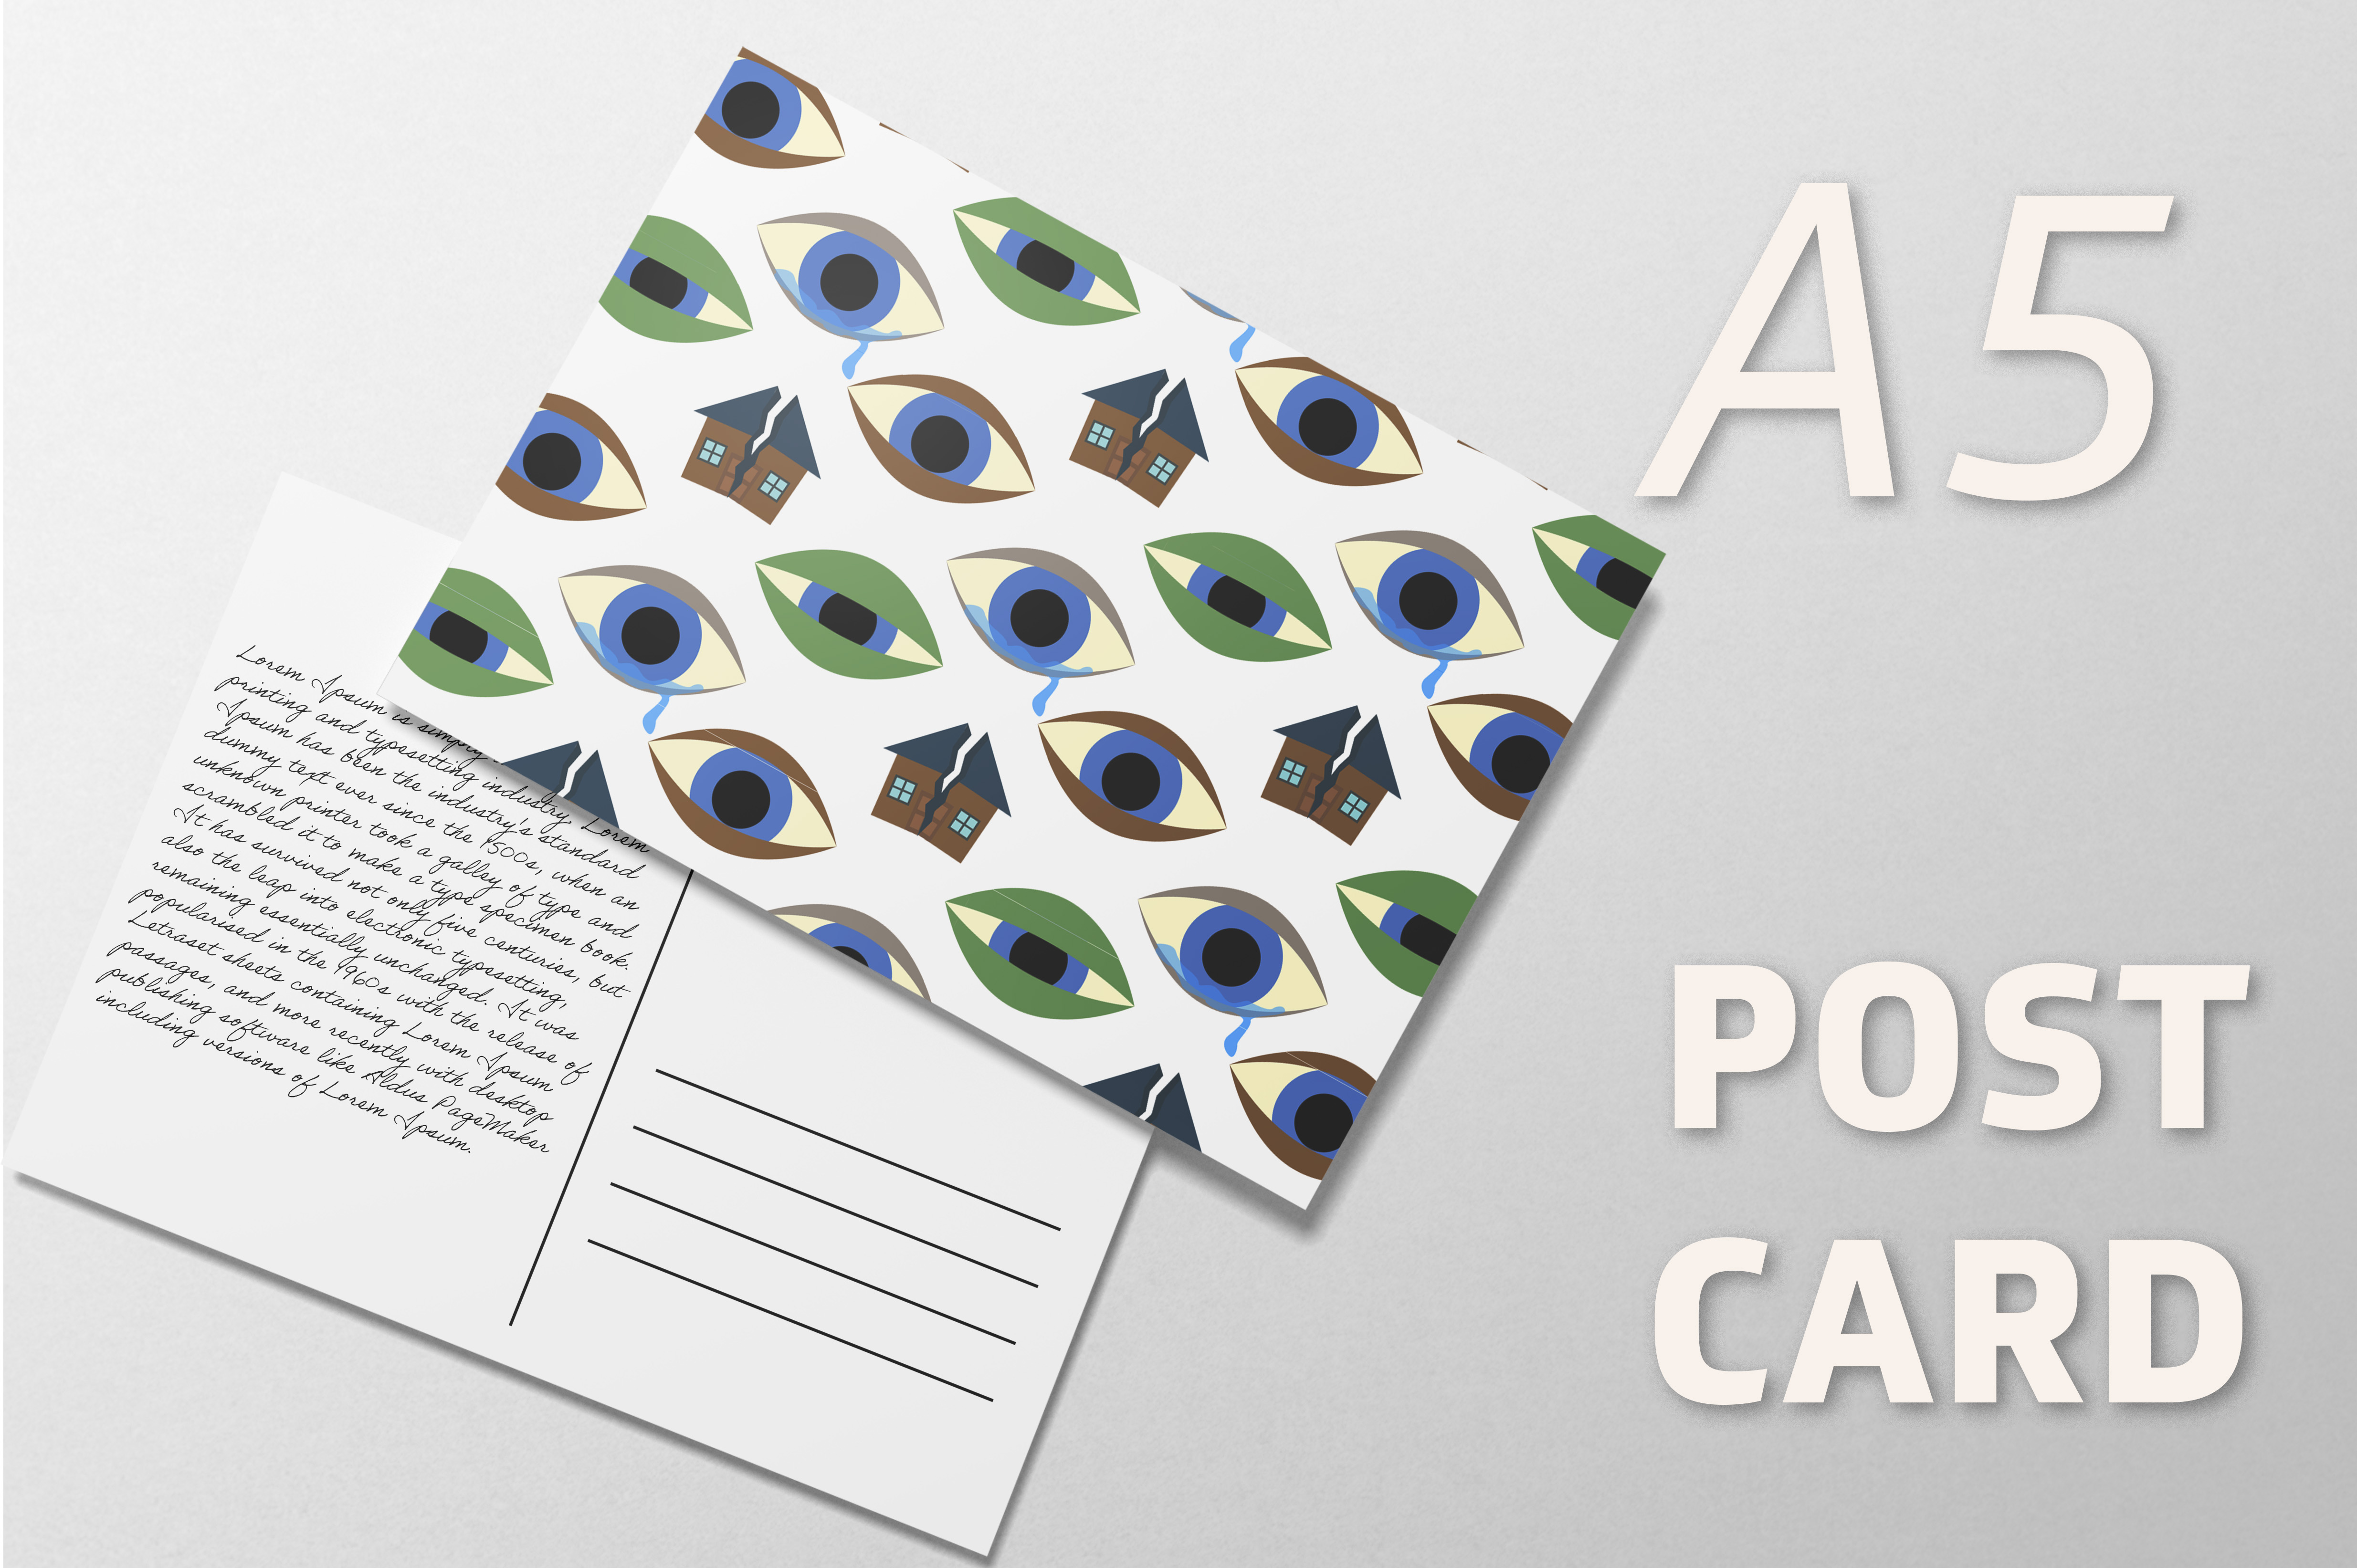 A5
POST
CARD
Lorem Ipsum is simply
printing and typesetting industry. Lorem
Ipsum has been the industry's standard
dummy text ever since the 1500s, when an
unknown printer took a galley of type and
scrambled it to make a type specimen book.
It has survived not only five centuries, but
also the leap into electronic typesetting,
remaining essentially unchanged. It was
popularised in the 1960s with the release of
Letraset sheets containing Lorem Ipsum
passages, and more recently with desktop
publishing software like Aldus PageMaker
including versions of Lorem Ipsum.